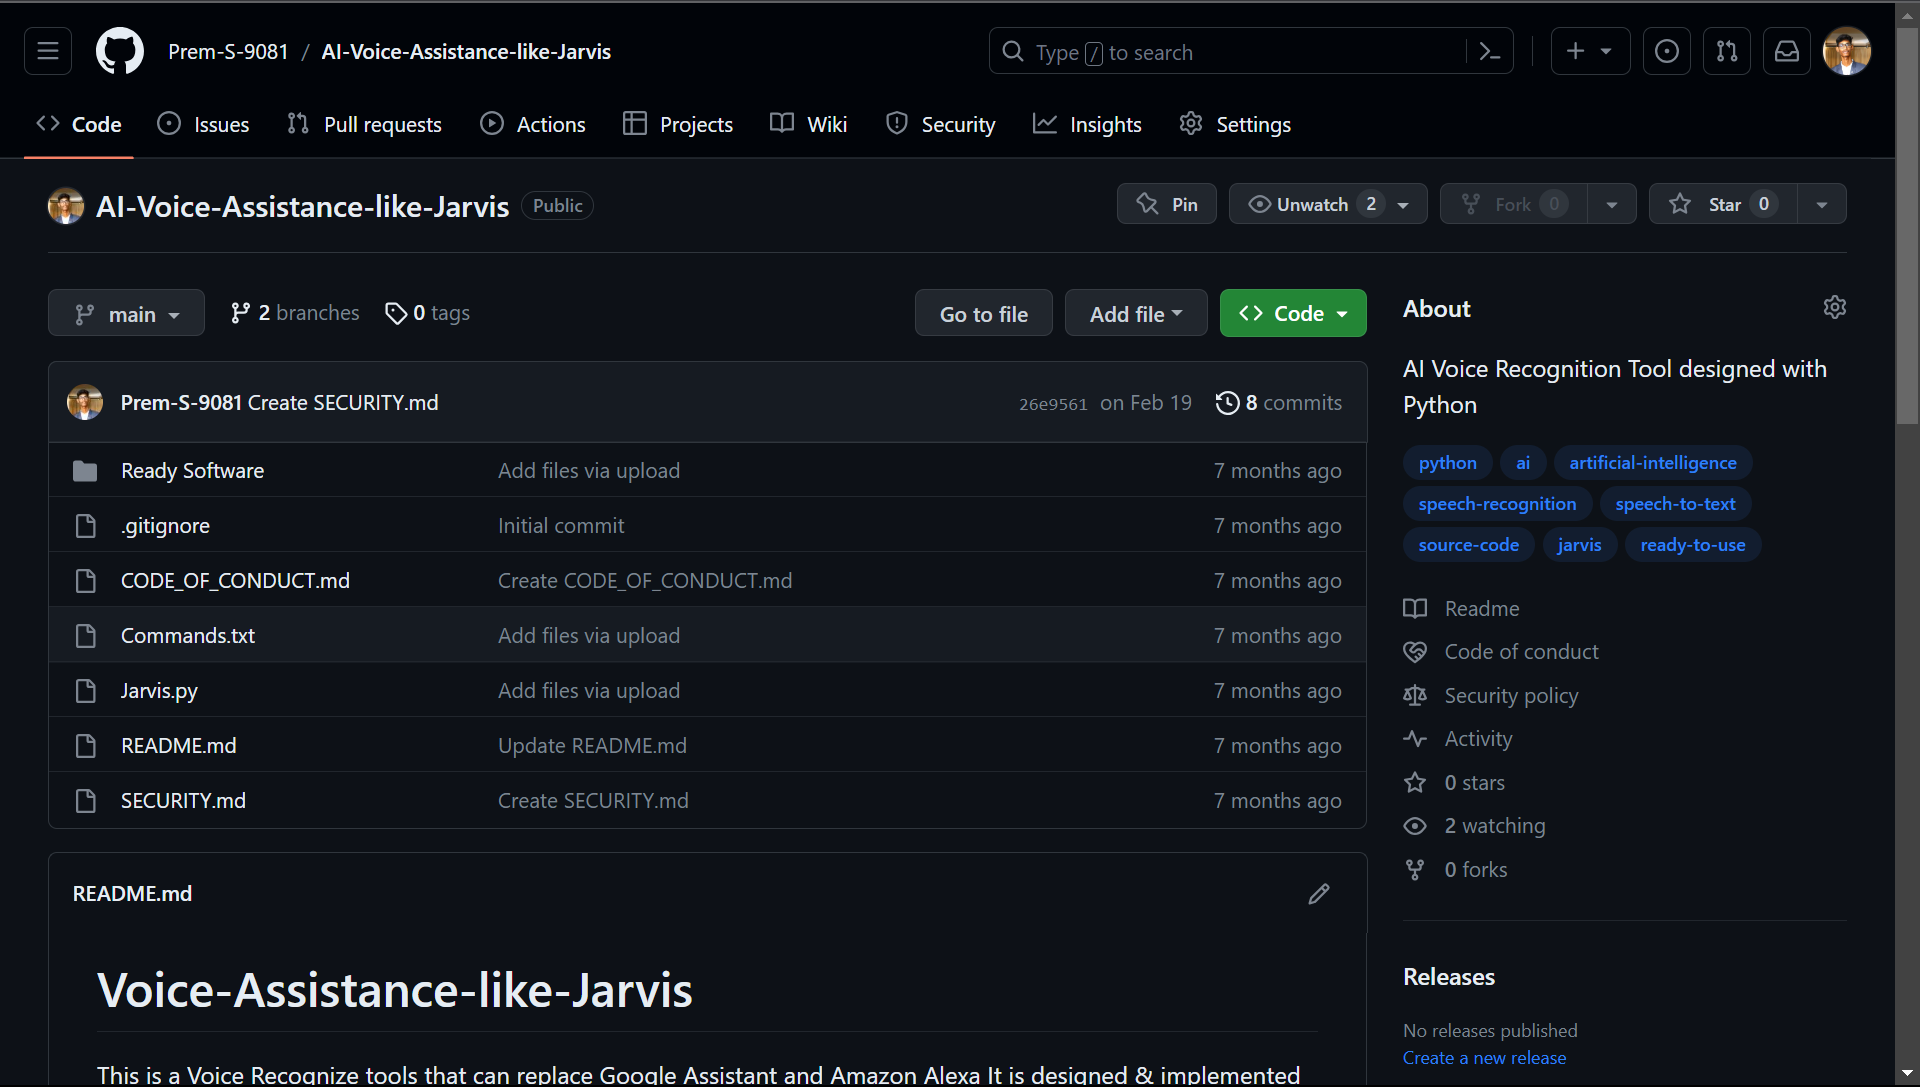 Prem-S-9081 / AI-Voice-Assistance-like-Jarvis
Type / to search
Code Issues Pull requests Actions Projects Wiki Security Insights Settings
AI-Voice-Assistance-like-Jarvis Public
Pin Unwatch 2 Fork 0 Star 0
main 2 branches 0 tags
Go to file Add file Code
Prem-S-9081 Create SECURITY.md 26e9561 on Feb 19 8 commits
Ready Software Add files via upload 7 months ago
.gitignore Initial commit 7 months ago
CODE_OF_CONDUCT.md Create CODE_OF_CONDUCT.md 7 months ago
Commands.txt Add files via upload 7 months ago
Jarvis.py Add files via upload 7 months ago
README.md Update README.md 7 months ago
SECURITY.md Create SECURITY.md 7 months ago
README.md
Voice-Assistance-like-Jarvis
This is a Voice Recognize tools that can replace Google Assistant and Amazon Alexa It is designed & implemented
About
AI Voice Recognition Tool designed with
Python
python ai artificial-intelligence
speech-recognition speech-to-text
source-code jarvis ready-to-use
Readme
Code of conduct
Security policy
Activity
0 stars
2 watching
0 forks
Releases
No releases published
Create a new release